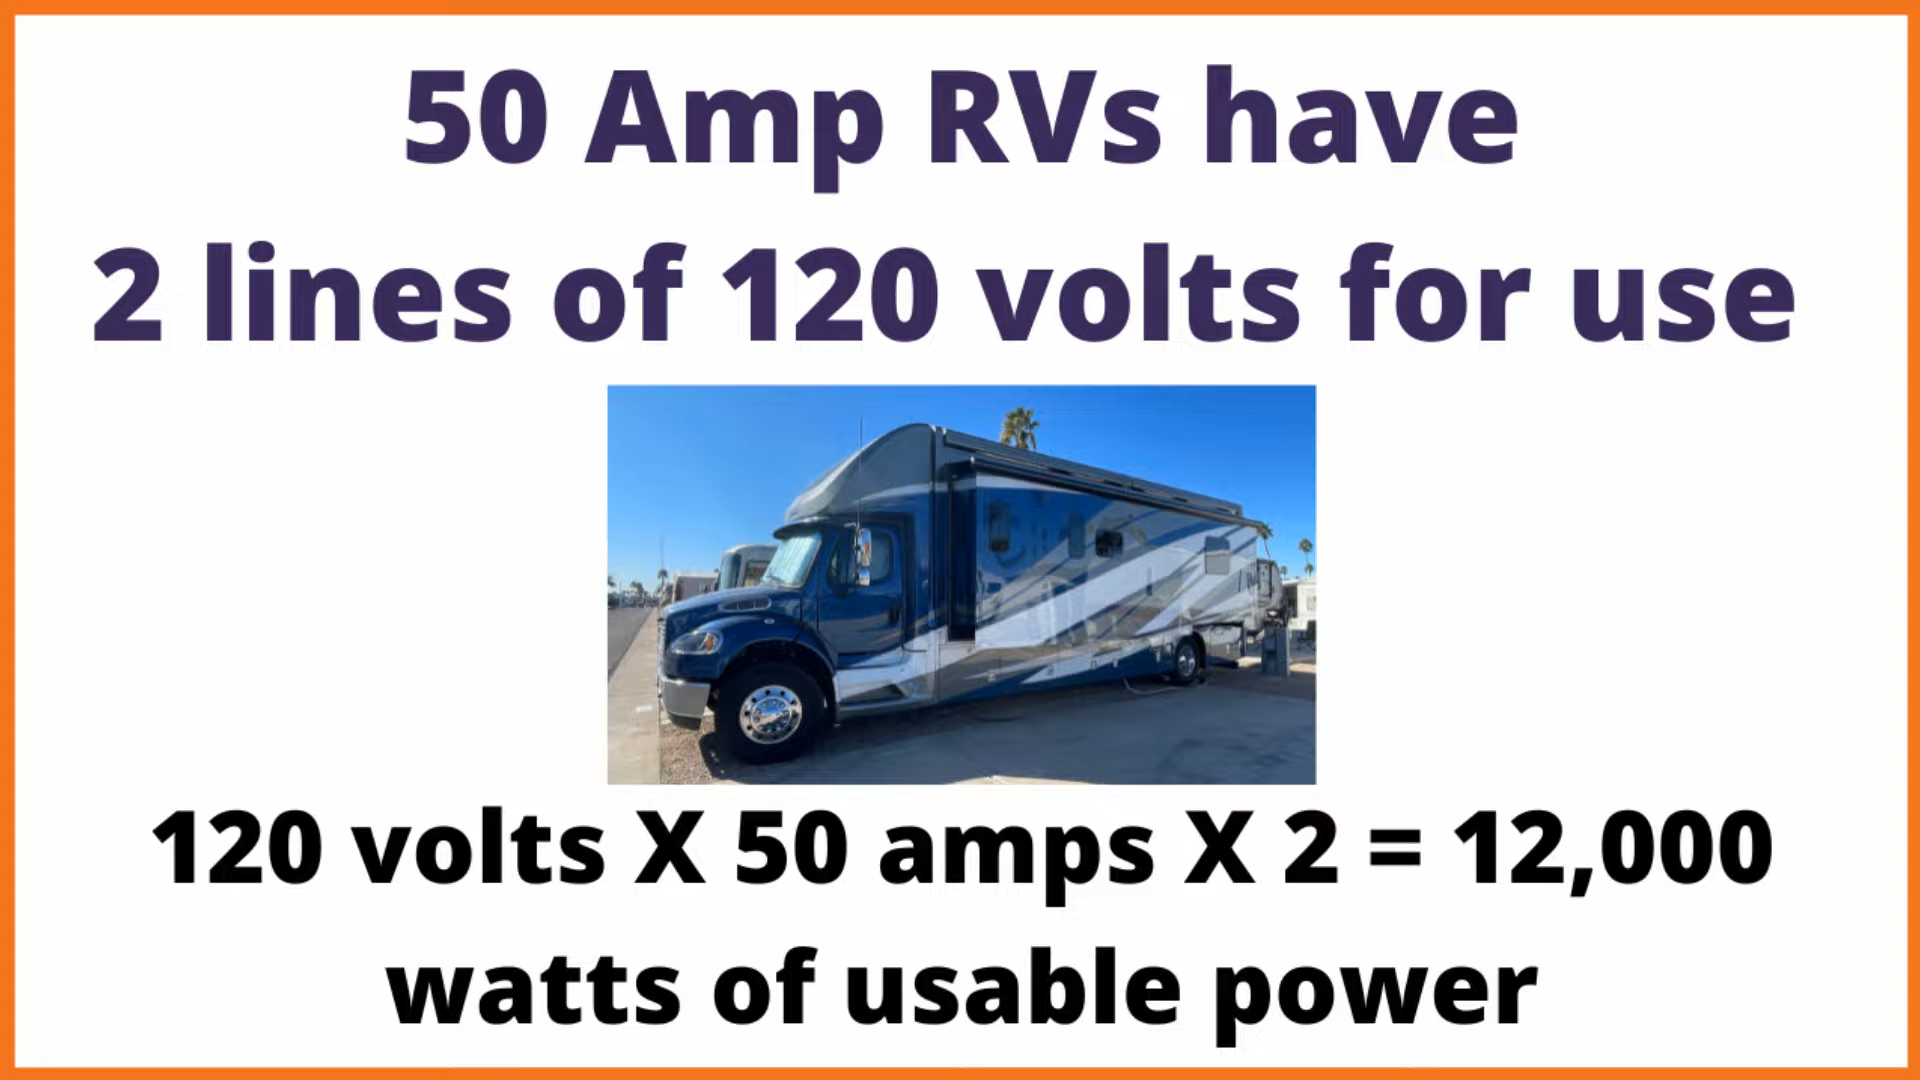 50 Amp RVs have
2 lines of 120 volts for use
120 volts X 50 amps X 2 = 12,000
watts of usable power